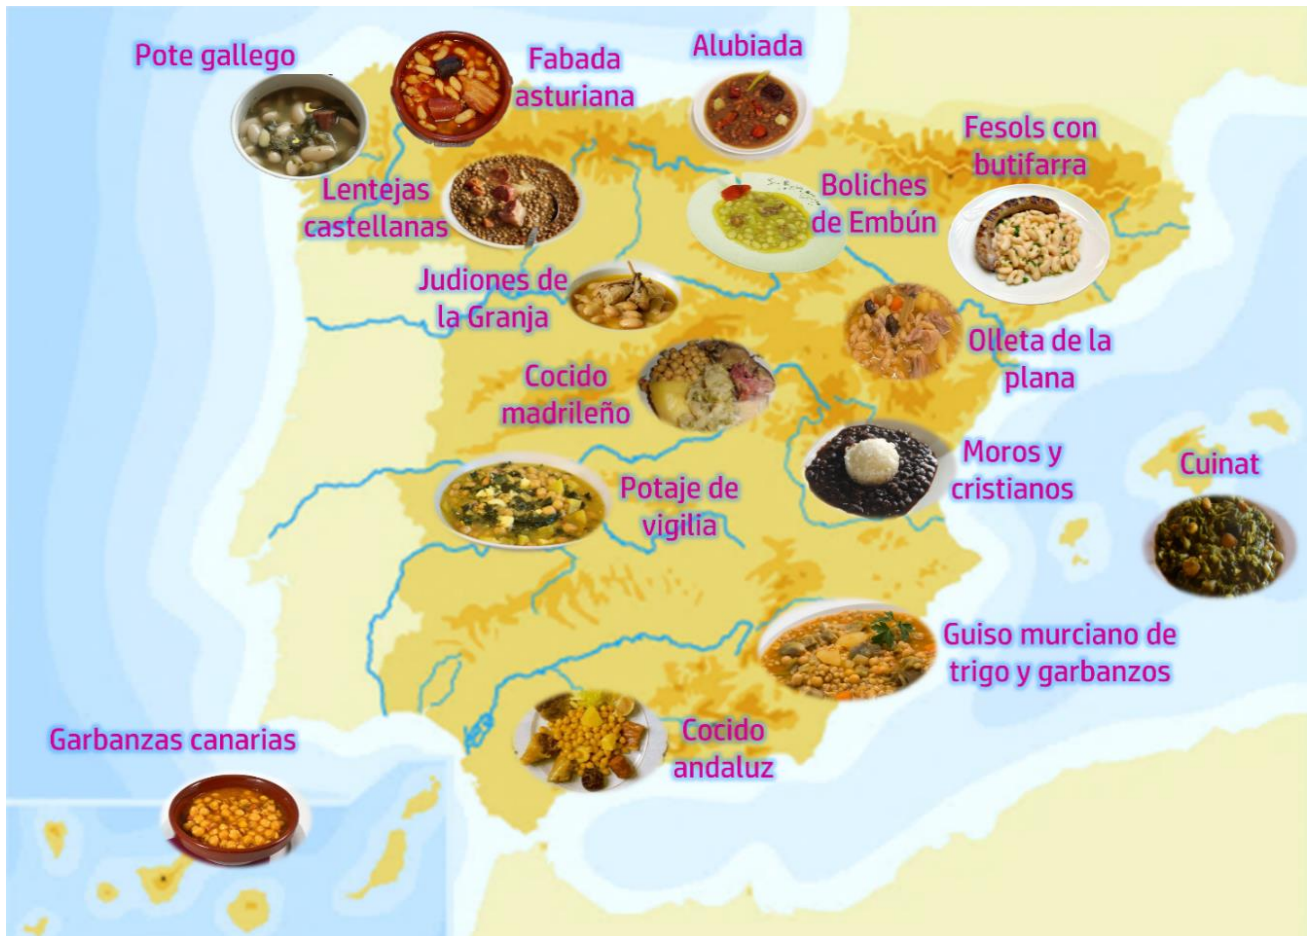 Pote gallego
Fabada
asturiana
Alubiada
Fesols con
butifarra
Lentejas
castellanas
Boliches
de Embún
Judiones de
la Granja
Olleta de la
plana
Cocido
madrileño
Moros y
cristianos
Cuinat
Potaje de
vigilia
Guiso murciano de
trigo y garbanzos
Cocido
andaluz
Garbanzas canarias